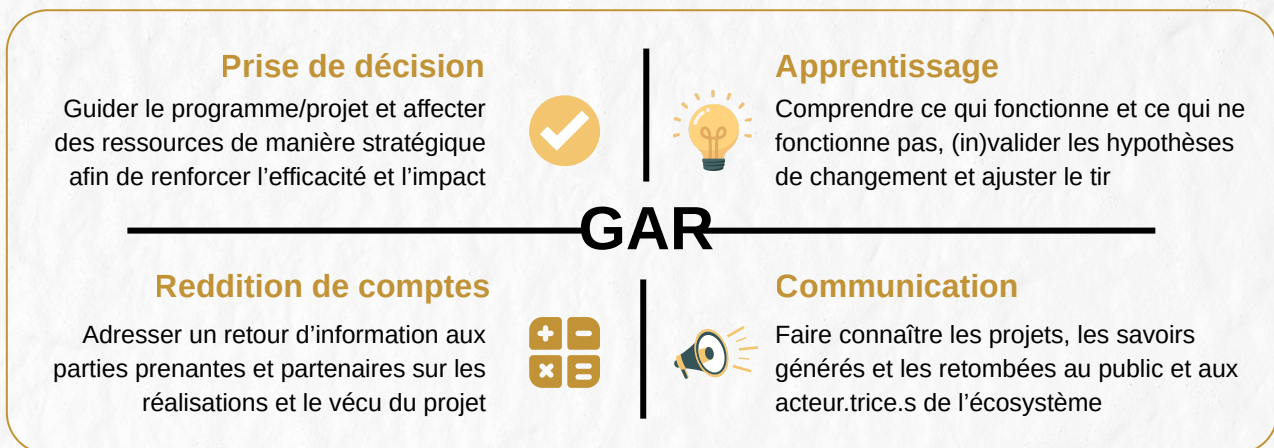 Prise de décision
Guider le programme/projet et affecter
des ressources de manière stratégique
afin de renforcer l’efficacité et l’impact
Apprentissage
Comprendre ce qui fonctionne et ce qui ne
fonctionne pas, (in)valider les hypothèses
de changement et ajuster le tir
GAR
Reddition de comptes
Adresser un retour d’information aux
parties prenantes et partenaires sur les
réalisations et le vécu du projet
Communication
Faire connaître les projets, les savoirs
générés et les retombées au public et aux
acteur.trice.s de l’écosystème